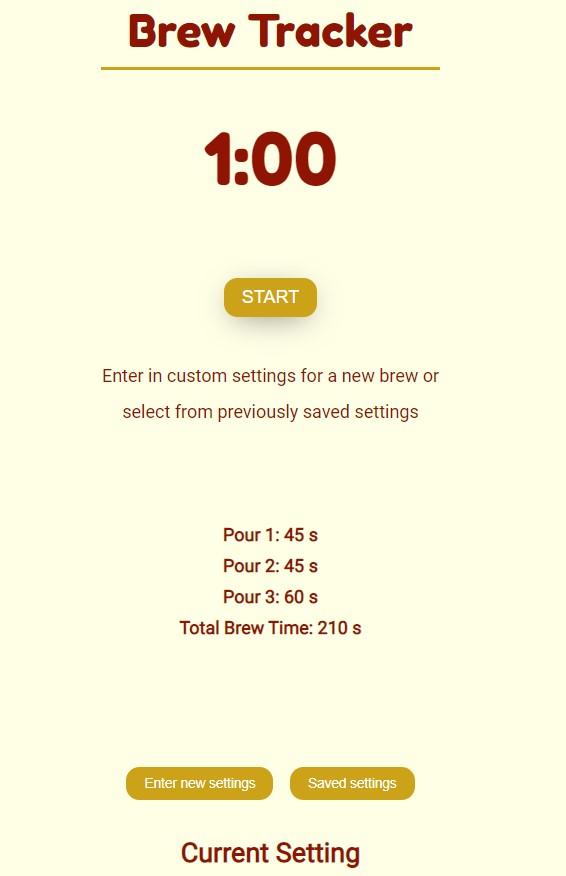 Brew Tracker
1:00
START
Enter in custom settings for a new brew or
select from previously saved settings
Pour 1: 45 s
Pour 2: 45 s
Pour 3: 60 s
Total Brew Time: 210 s
Enter new settings
Saved settings
Current Setting